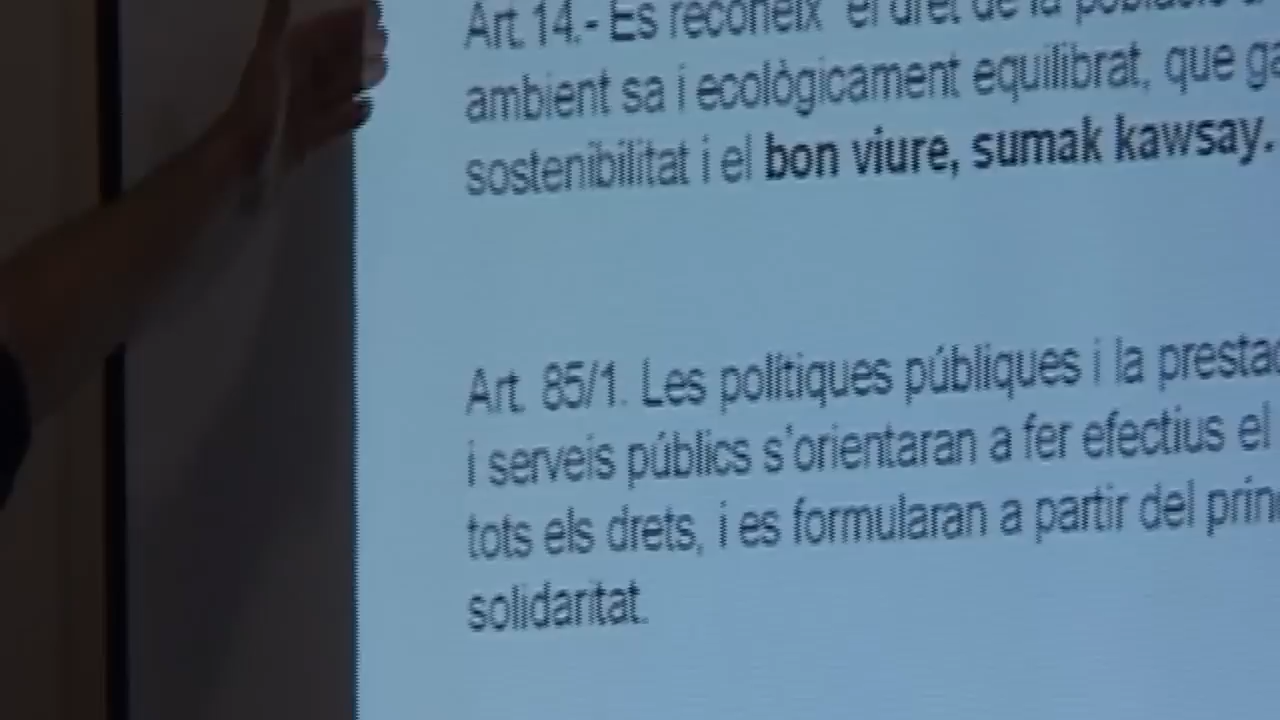 Art. 14.- Es reconeix el dret de la població a
ambient sa i ecològicament equilibrat, que
sostenibilitat i el bon viure, sumak kawsay.
Art. 85/1. Les polítiques públiques i la
i serveis públics s'orientaran a fer efectius el
tots els drets, i es formularan a partir del
solidaritat.